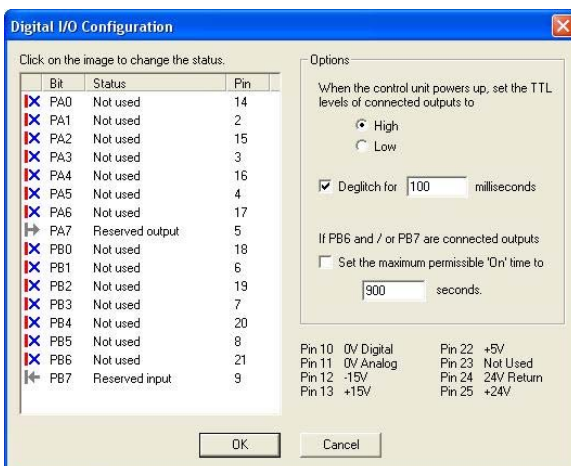 Digital I/O Configuration
Click on the image to change the status.
Bit Status Pin
PA0 Not used 14
PA1 Not used 2
PA2 Not used 15
PA3 Not used 3
PA4 Not used 16
PA5 Not used 4
PA6 Not used 17
PA7 Reserved output 5
PB0 Not used 18
PB1 Not used 6
PB2 Not used 19
PB3 Not used 7
PB4 Not used 20
PB5 Not used 8
PB6 Not used 21
PB7 Reserved input 9
Options
When the control unit powers up, set the TTL
levels of connected outputs to
High
Low
Deglitch for 100 milliseconds
If PB6 and / or PB7 are connected outputs
Set the maximum permissible 'On' time to
900 seconds.
Pin 10 0V Digital Pin 22 +5V
Pin 11 0V Analog Pin 23 Not Used
Pin 12 -15V Pin 24 24V Return
Pin 13 +15V Pin 25 +24V
OK Cancel